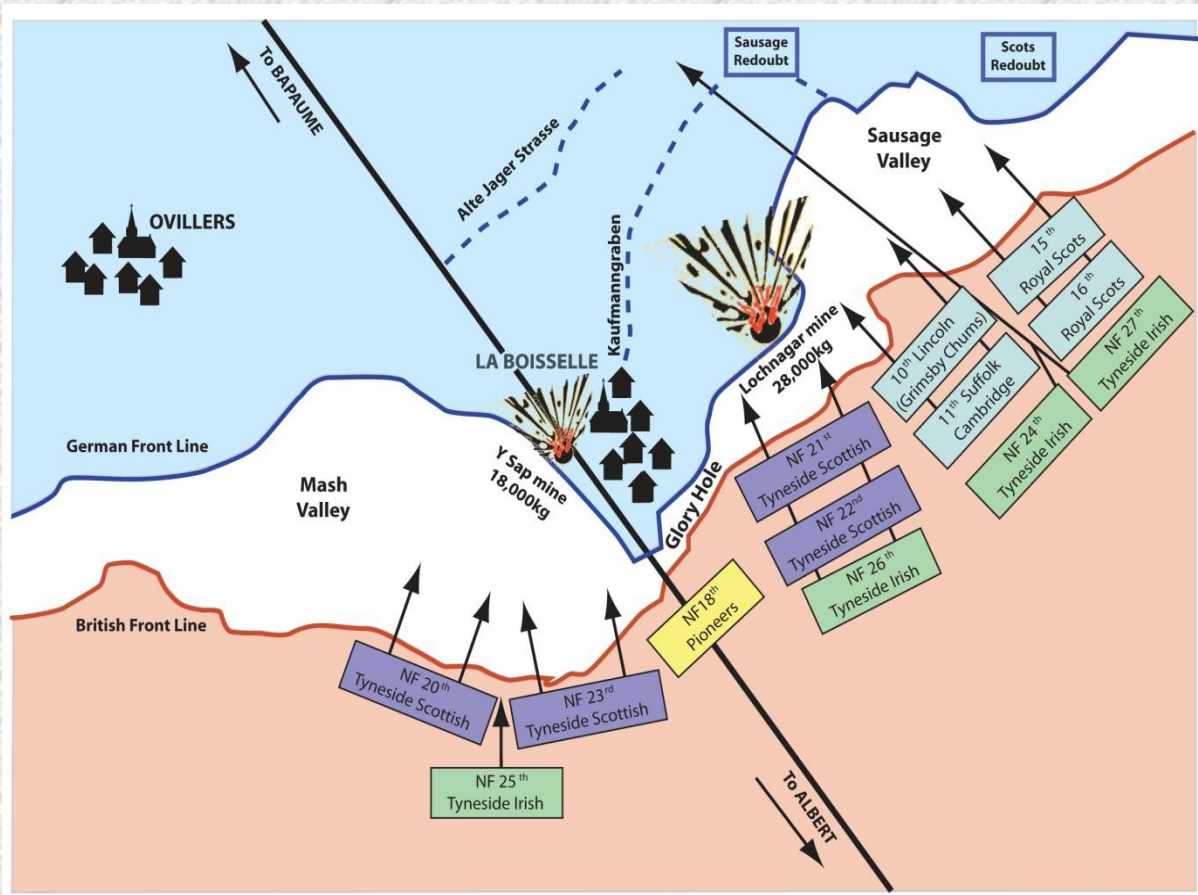 To BAPAUME
Sausage
Redoubt
Scots
Redoubt
Sausage
Valley
Alte Jager Strasse
OVILLERS
Kaufmanngraben
LA BOISSELLE
Lochnagar mine
28,000kg
15th
Royal Scots
16th
Royal Scots
NF 27th
Tyneside Irish
10th Lincoln
(Grimsby Chums)
11th Suffolk
Cambridge
NF 24th
Tyneside Irish
German Front Line
Mash
Valley
Y Sap mine
18,000kg
Glory Hole
NF 21st
Tyneside Scottish
NF 22nd
Tyneside Scottish
NF 26th
Tyneside Irish
British Front Line
NF18th
Pioneers
NF 20th
Tyneside Scottish
NF 23rd
Tyneside Scottish
NF 25th
Tyneside Irish
To ALBERT